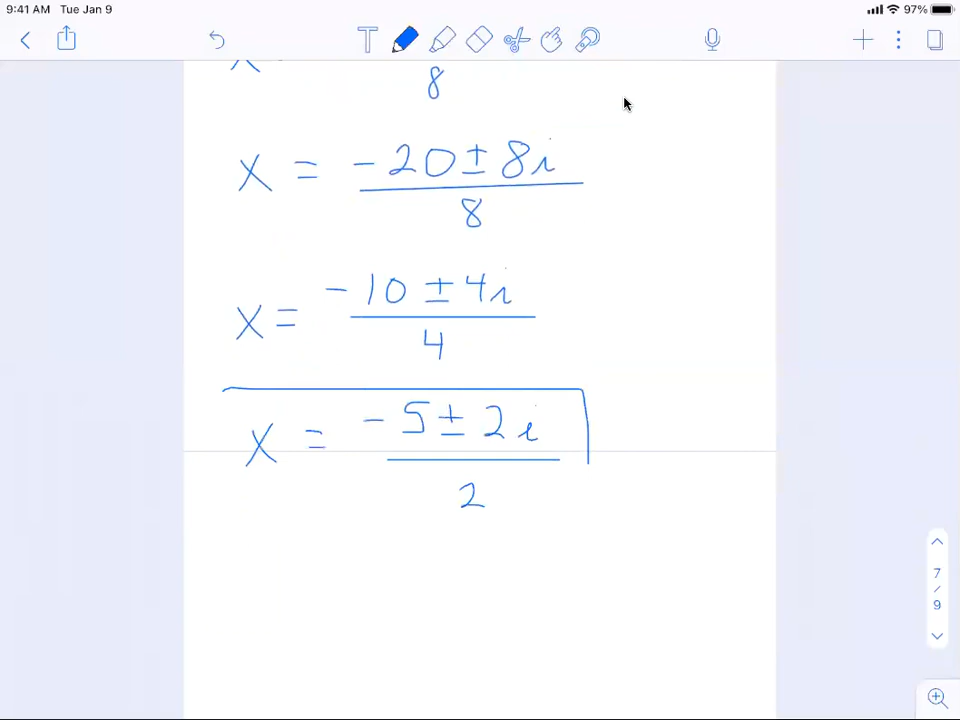 9:41 AM Tue Jan 9 97%
T
8
x = -20 ± 8i
8
x = -10 ± 4i
4
x = -5 ± 2i
2
7
/
9